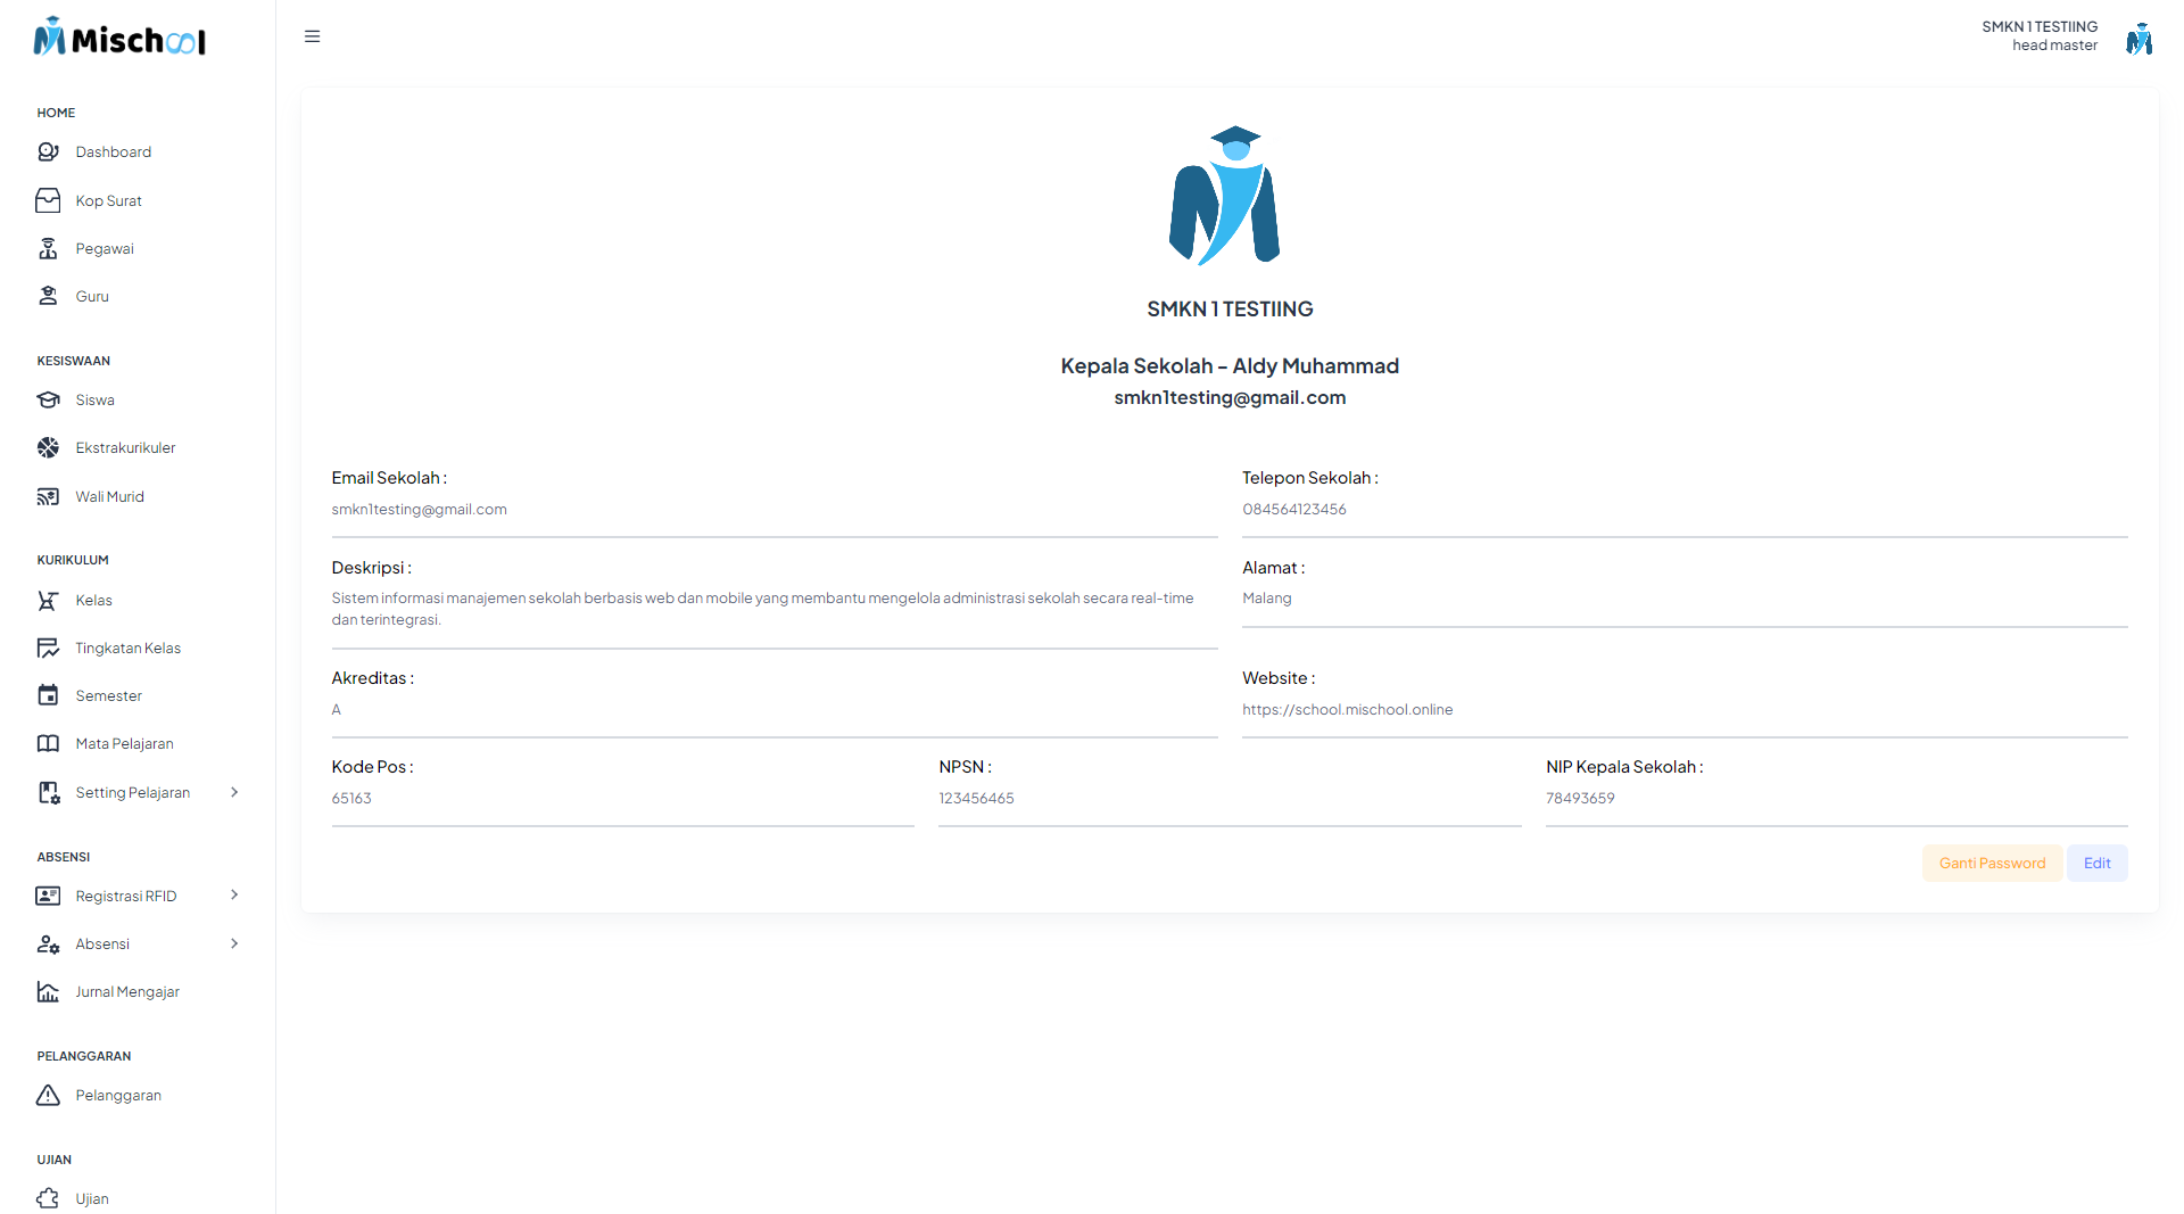 Mischool
HOME
Dashboard
Kop Surat
Pegawai
Guru
KESISWAAN
Siswa
Ekstrakurikuler
Wali Murid
KURIKULUM
Kelas
Tingkatan Kelas
Semester
Mata Pelajaran
Setting Pelajaran
ABSENSI
Registrasi RFID
Absensi
Jurnal Mengajar
PELANGGARAN
Pelanggaran
UJIAN
Ujian
SMKN 1 TESTIING
head master
SMKN 1 TESTIING
Kepala Sekolah - Aldy Muhammad
smkn1testing@gmail.com
Email Sekolah :
smkn1testing@gmail.com
Telepon Sekolah :
084564123456
Deskripsi :
Sistem informasi manajemen sekolah berbasis web dan mobile yang membantu mengelola administrasi sekolah secara real-time
dan terintegrasi.
Alamat :
Malang
Akreditas :
A
Website :
https://school.mischool.online
Kode Pos :
65163
NPSN :
123456465
NIP Kepala Sekolah :
78493659
Ganti Password
Edit